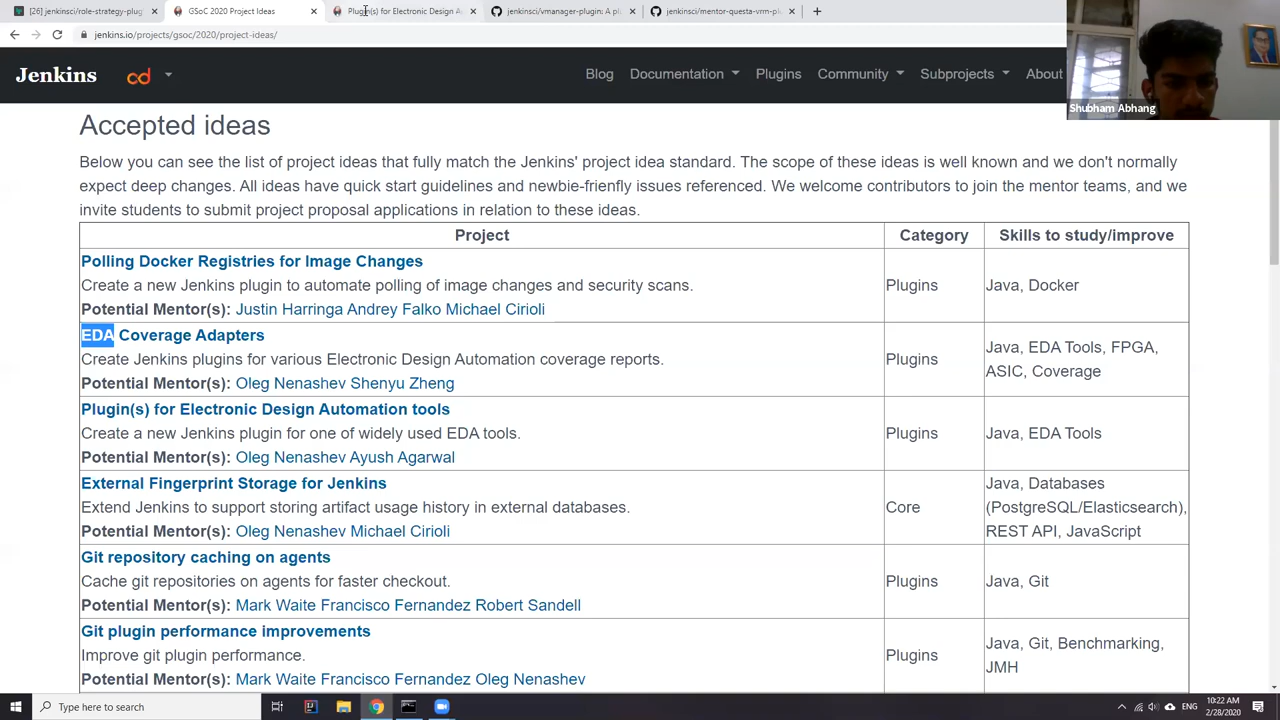 [26] jenkinsci/role-strategy-plug
GSoC 2020 Project Ideas
Plugin(s) for Electronic Design A
jenkinsci/vmanager-plugin: A pl
jenkinsci/mentor-questa-vrm-pl
jenkins.io/projects/gsoc/2020/project-ideas/
Jenkins
cd
Blog
Documentation
Plugins
Community
Subprojects
About
Shubham Abhang
Accepted ideas
Below you can see the list of project ideas that fully match the Jenkins' project idea standard. The scope of these ideas is well known and we don't normally
expect deep changes. All ideas have quick start guidelines and newbie-friendly issues referenced. We welcome contributors to join the mentor teams, and we
invite students to submit project proposal applications in relation to these ideas.
Project
Category
Skills to study/improve
Polling Docker Registries for Image Changes
Create a new Jenkins plugin to automate polling of image changes and security scans.
Potential Mentor(s): Justin Harringa Andrey Falko Michael Cirioli
Plugins
Java, Docker
EDA Coverage Adapters
Create Jenkins plugins for various Electronic Design Automation coverage reports.
Potential Mentor(s): Oleg Nenashev Shenyu Zheng
Plugins
Java, EDA Tools, FPGA,
ASIC, Coverage
Plugin(s) for Electronic Design Automation tools
Create a new Jenkins plugin for one of widely used EDA tools.
Potential Mentor(s): Oleg Nenashev Ayush Agarwal
Plugins
Java, EDA Tools
External Fingerprint Storage for Jenkins
Extend Jenkins to support storing artifact usage history in external databases.
Potential Mentor(s): Oleg Nenashev Michael Cirioli
Core
Java, Databases
(PostgreSQL/Elasticsearch),
REST API, JavaScript
Git repository caching on agents
Cache git repositories on agents for faster checkout.
Potential Mentor(s): Mark Waite Francisco Fernandez Robert Sandell
Plugins
Java, Git
Git plugin performance improvements
Improve git plugin performance.
Potential Mentor(s): Mark Waite Francisco Fernandez Oleg Nenashev
Plugins
Java, Git, Benchmarking,
JMH
Type here to search
ENG
10:22 AM
2/28/2020